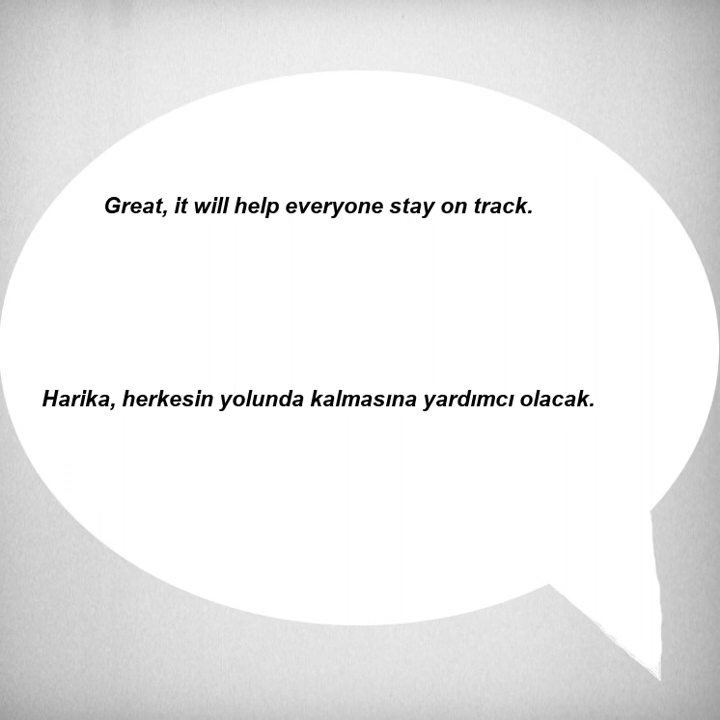 Great, it will help everyone stay on track.
Harika, herkesin yolunda kalmasına yardımcı olacak.